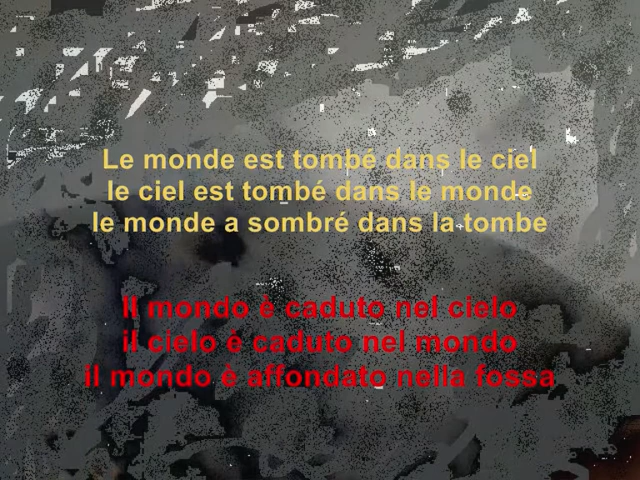 Le monde est tombé dans le ciel
le ciel est tombé dans le monde
le monde a sombré dans la tombe
Il mondo è caduto nel cielo
il cielo è caduto nel mondo
il mondo è affondato nella fossa